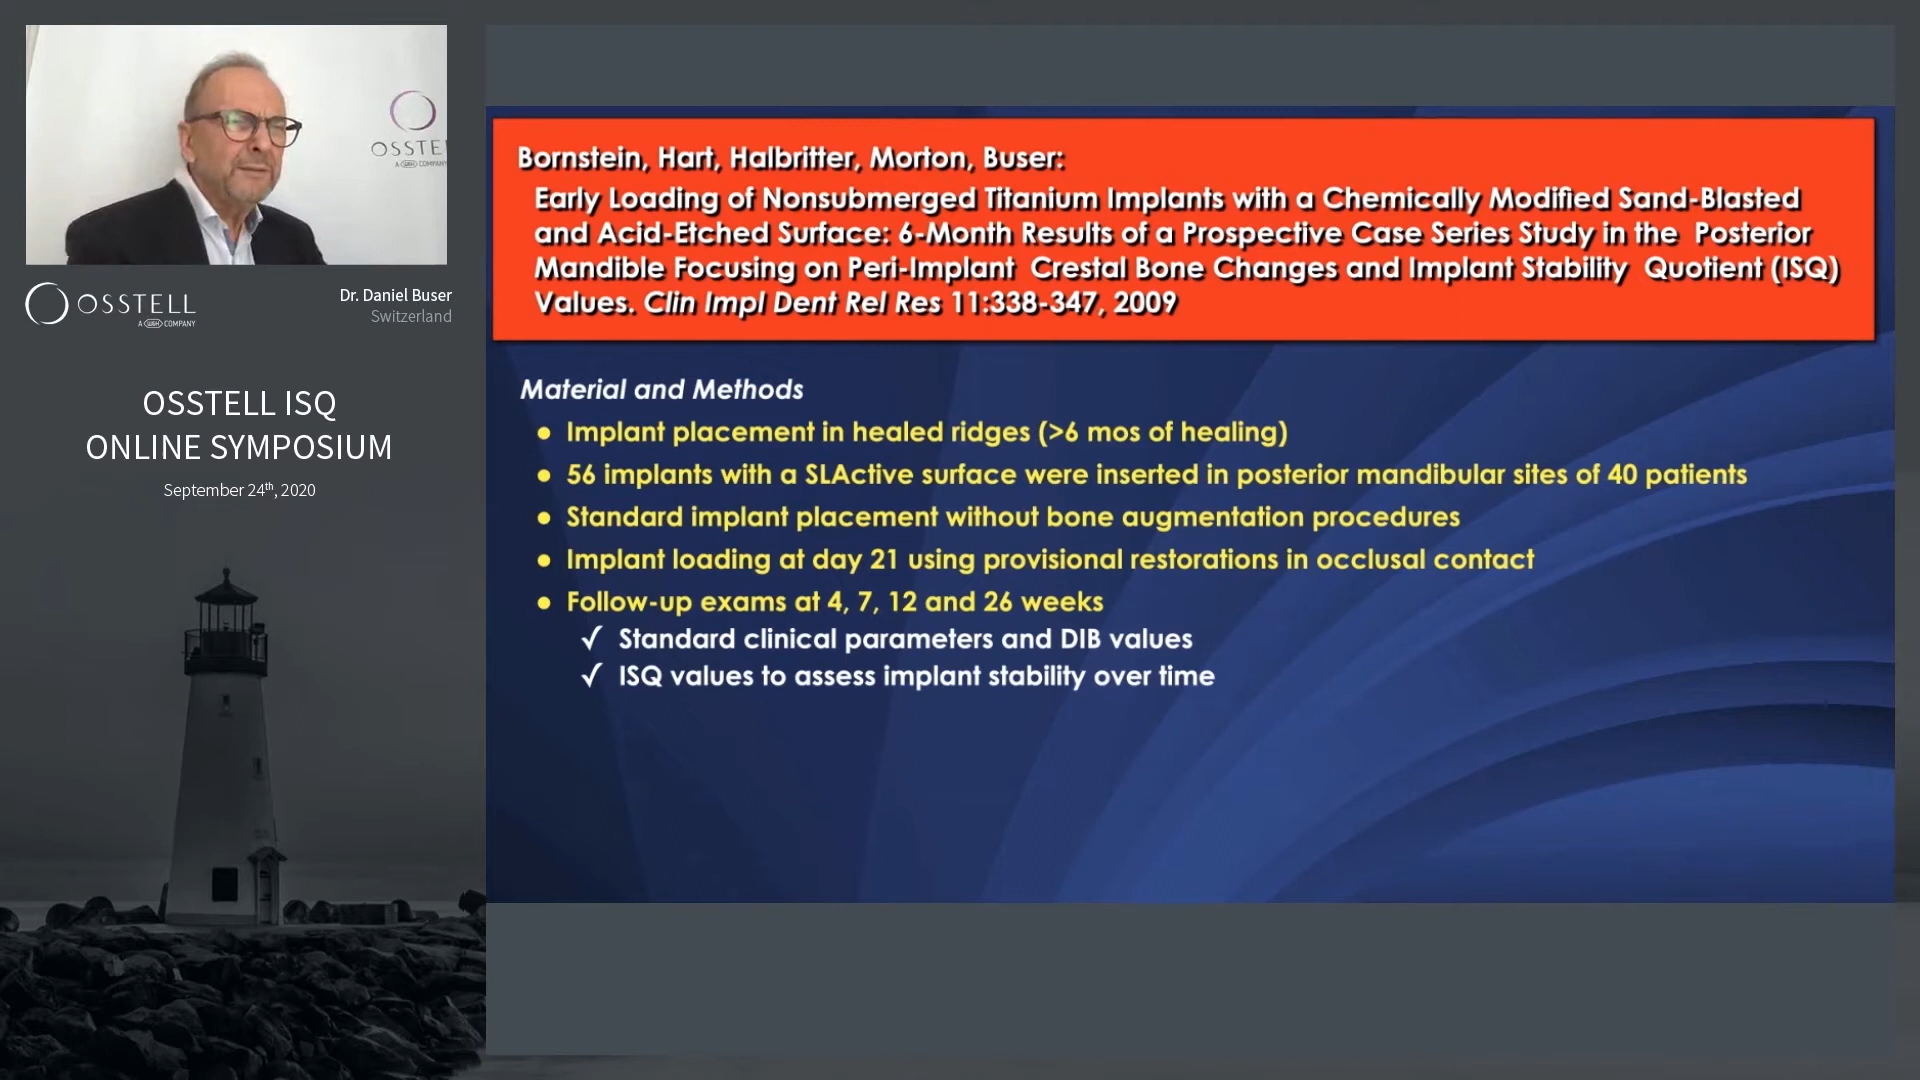 OSSTE
A W&H COMPANY
OSSTELL
A W&H COMPANY
Dr. Daniel Buser
Switzerland
OSSTELL ISQ
ONLINE SYMPOSIUM
September 24th, 2020
Bornstein, Hart, Halbritter, Morton, Buser:
Early Loading of Nonsubmerged Titanium Implants with a Chemically Modified Sand-Blasted
and Acid-Etched Surface: 6-Month Results of a Prospective Case Series Study in the Posterior
Mandible Focusing on Peri-Implant Crestal Bone Changes and Implant Stability Quotient (ISQ)
Values. Clin Impl Dent Rel Res 11:338-347, 2009
Material and Methods
● Implant placement in healed ridges (>6 mos of healing)
● 56 implants with a SLActive surface were inserted in posterior mandibular sites of 40 patients
● Standard implant placement without bone augmentation procedures
● Implant loading at day 21 using provisional restorations in occlusal contact
● Follow-up exams at 4, 7, 12 and 26 weeks
✓ Standard clinical parameters and DIB values
✓ ISQ values to assess implant stability over time